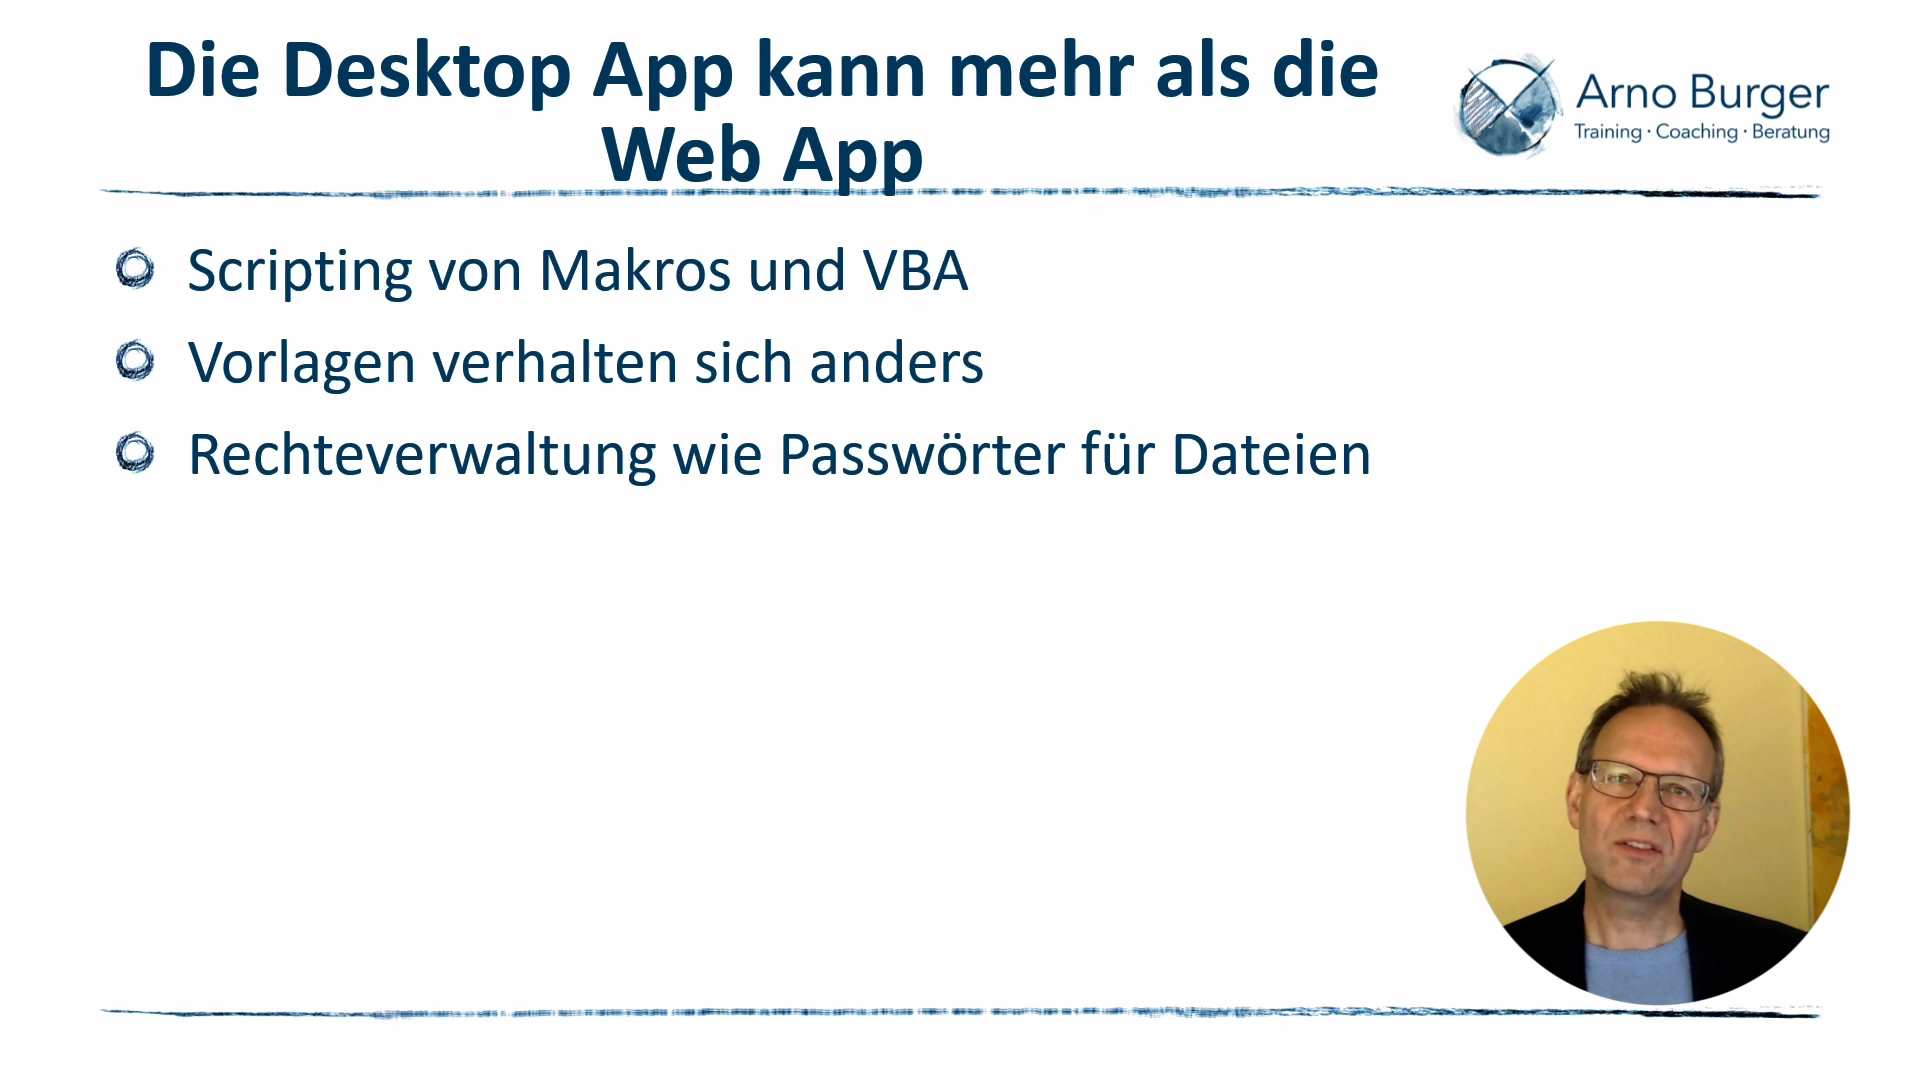 Die Desktop App kann mehr als die
Web App
Arno Burger
Training · Coaching · Beratung
Scripting von Makros und VBA
Vorlagen verhalten sich anders
Rechteverwaltung wie Passwörter für Dateien